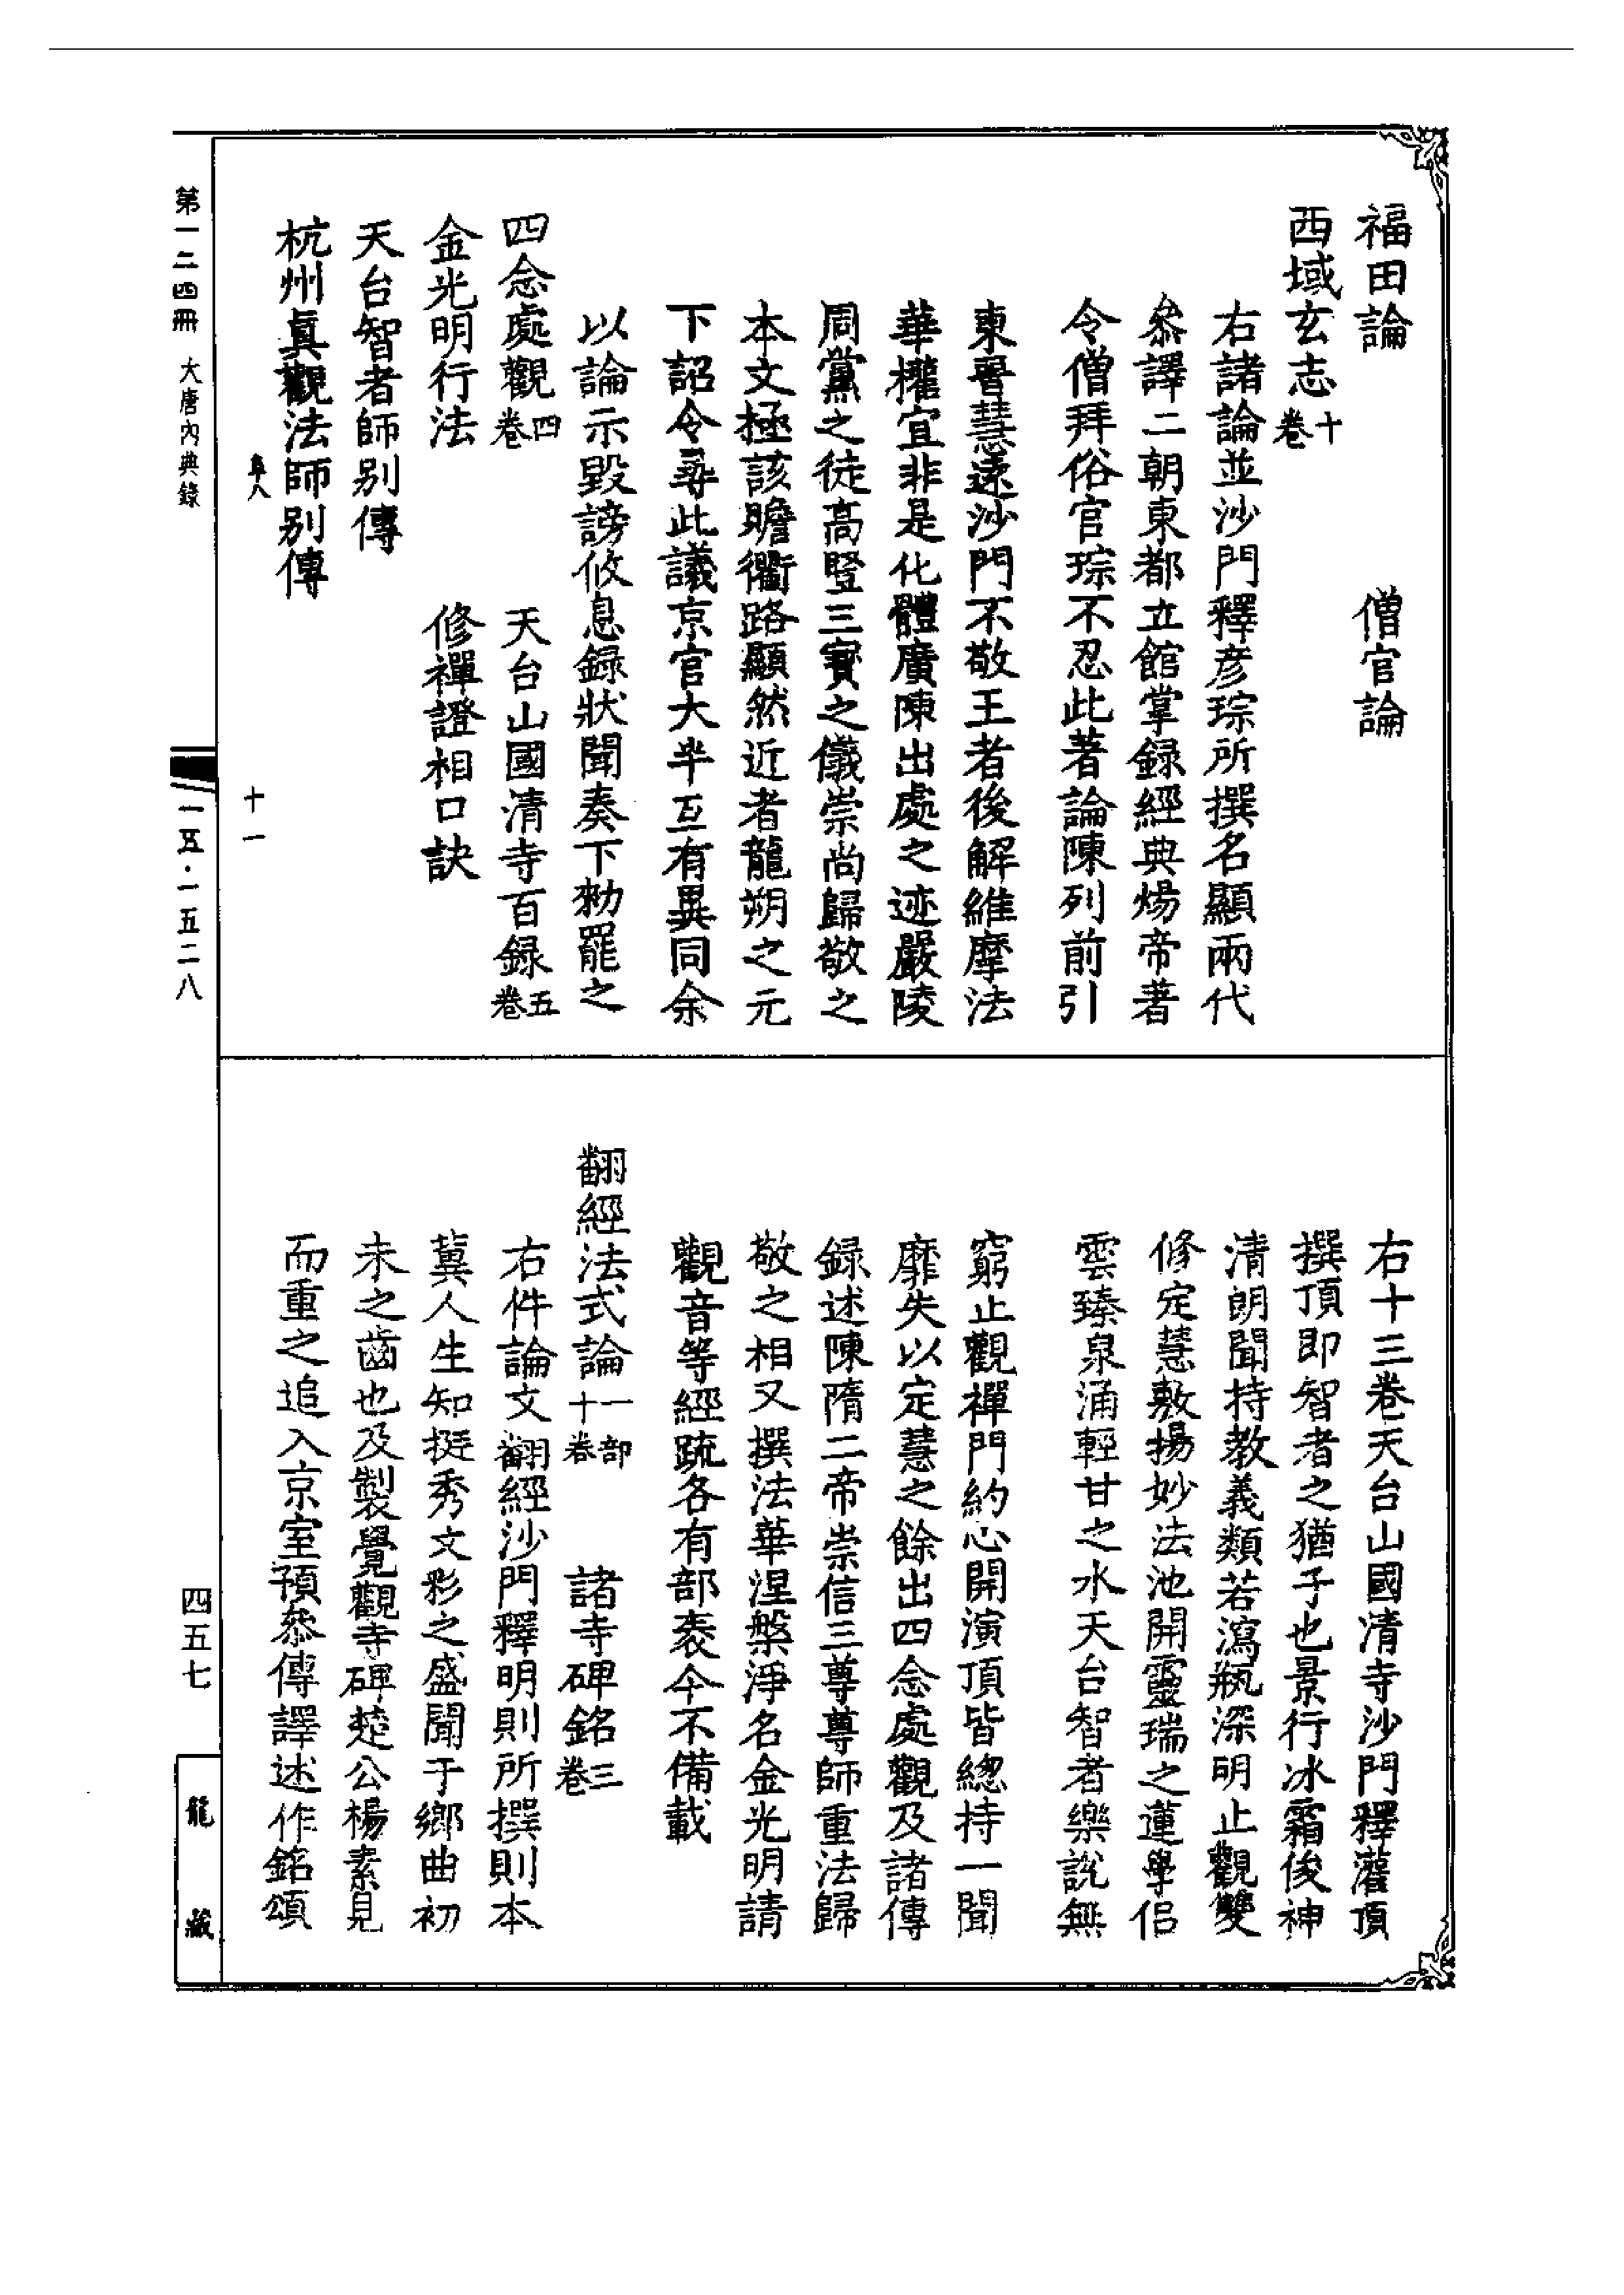 福田論 僧官論
西域玄志十卷
右諸論並沙門釋彥琮所撰名顯兩代
叅譯二朝東都立館掌錄經典煬帝著
令僧拜俗官琮不忍此著論陳列前引
東晉慧遠沙門不敬王者後解維摩法
華權宜非是化體廣陳出處之迹嚴陵
周黨之徒高豎三寶之儀崇尚歸敬之
本文極該贍衢路顯然近者龍朔之元
下詔令尋此議京官大半互有異同余
以論示毀謗攸息錄狀聞奏下勑罷之
四念處觀四卷 天台山國清寺百錄五卷
金光明行法 修禪證相口訣
天台智者師別傳
杭州眞觀法師別傳
阜八 十一
右十三卷天台山國清寺沙門釋灌頂
撰頂即智者之猶子也景行冰霜俊神
清朗聞持教義類若瀉瓶深明止觀雙
修定慧敷揚妙法池開靈瑞之蓮學侶
雲臻泉涌輕甘之水天台智者樂說無
窮止觀禪門約心開演頂皆總持一聞
靡失以定慧之餘出四念處觀及諸傳
錄述陳隋二帝崇信三尊尊師重法歸
敬之相又撰法華涅槃淨名金光明請
觀音等經疏各有部袠今不備載
翻經法式論一部十卷 諸寺碑銘三卷
右件論文翻經沙門釋明則所撰則本
冀人生知挺秀文彩之盛聞于鄉曲初
未之齒也及製覺觀寺碑楚公楊素見
而重之追入京室預叅傳譯述作銘頌
第一二四冊 大唐內典錄
一五·一五二八
四五七
龍藏